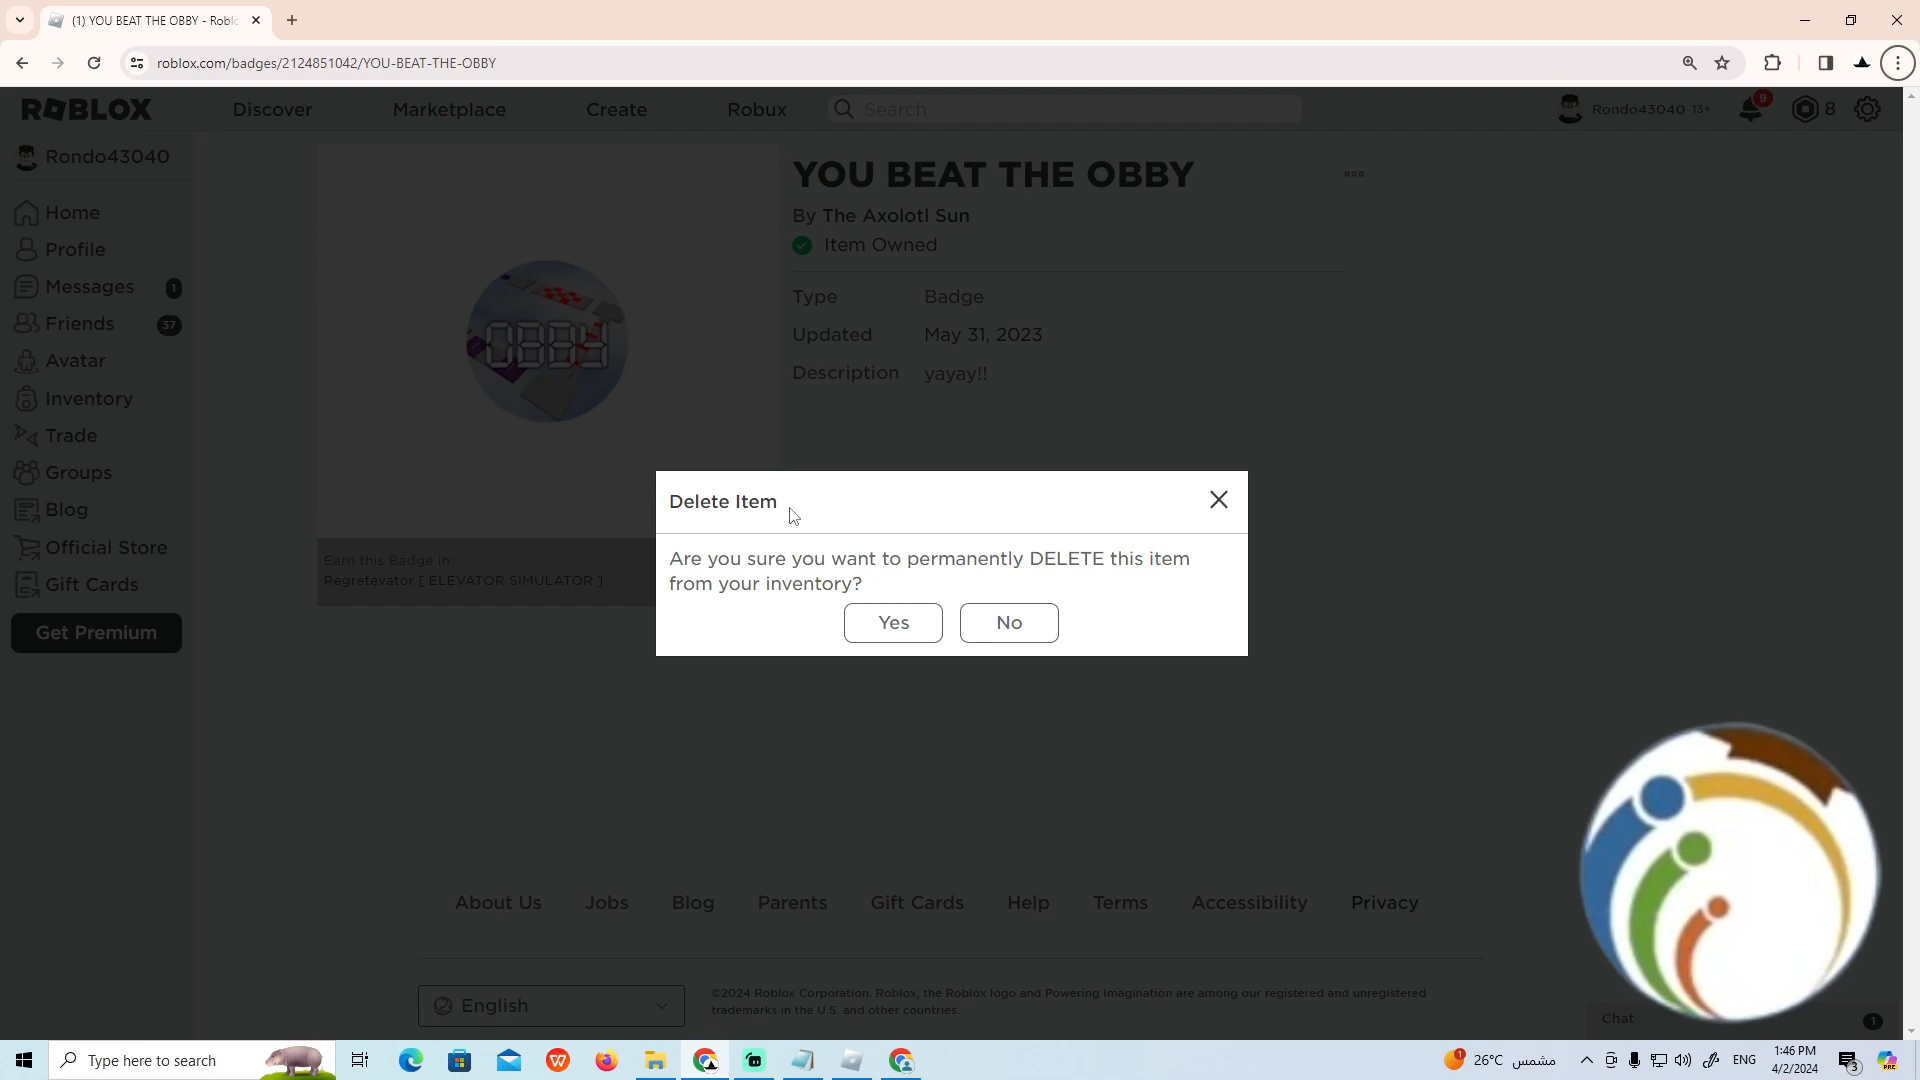 (1) YOU BEAT THE OBBY - Roblo
roblox.com/badges/2124851042/YOU-BEAT-THE-OBBY
ROBLOX
Discover
Marketplace
Create
Robux
Search
Rondo43040 13+
9
8
Rondo43040
Home
Profile
Messages 1
Friends 37
Avatar
Inventory
Trade
Groups
Blog
Official Store
Gift Cards
Get Premium
OBBY
Earn this Badge in:
Regretevator [ ELEVATOR SIMULATOR ]
YOU BEAT THE OBBY
By The Axolotl Sun
Item Owned
Type Badge
Updated May 31, 2023
Description yayay!!
Delete Item
Are you sure you want to permanently DELETE this item
from your inventory?
Yes
No
About Us
Jobs
Blog
Parents
Gift Cards
Help
Terms
Accessibility
Privacy
English
©2024 Roblox Corporation. Roblox, the Roblox logo and Powering Imagination are among our registered and unregistered
trademarks in the U.S. and other countries.
Chat 1
Type here to search
1
26°C مشمس
ENG
1:46 PM
4/2/2024
3
PRE